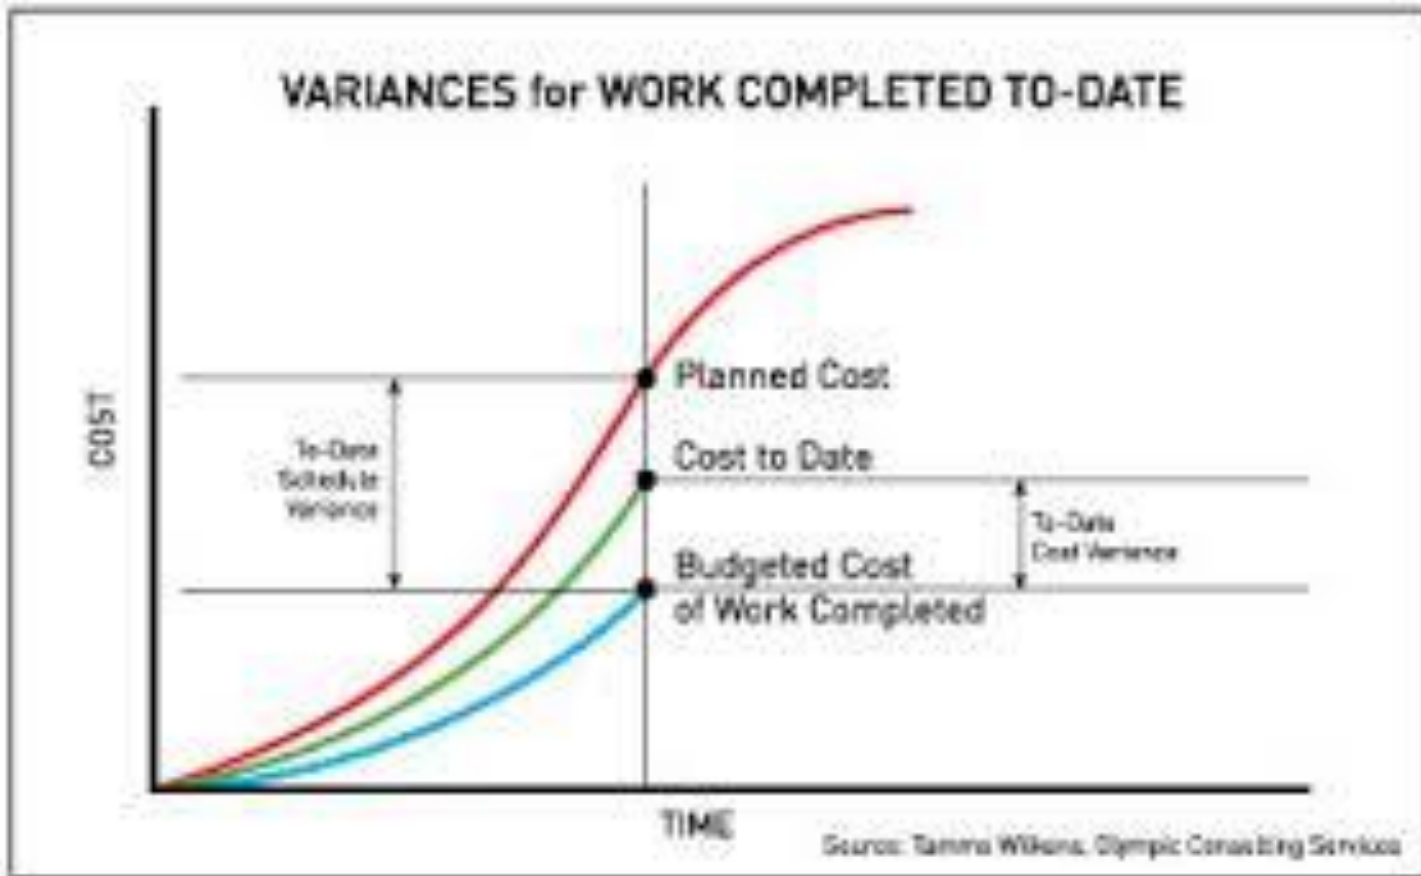 VARIANCES for WORK COMPLETED TO-DATE
COST
Planned Cost
Cost to Date
To-Date
Schedule
Variance
To-Date
Cost Variance
Budgeted Cost
of Work Completed
TIME
Source: Tammo Wilkens, Olympic Consulting Services